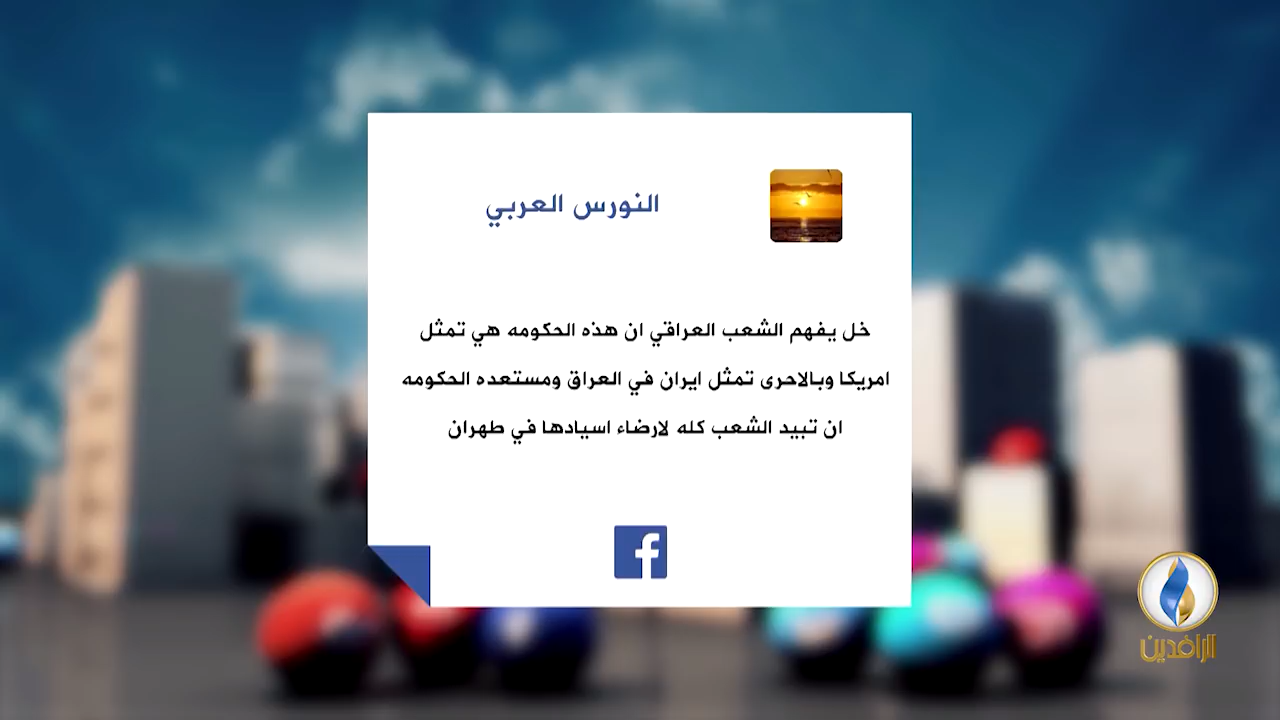 النورس العربي
خل يفهم الشعب العراقي ان هذه الحكومه هي تمثل
امريكا وبالاحرى تمثل ايران في العراق ومستعده الحكومه
ان تبيد الشعب كله لارضاء اسيادها في طهران
الرافدين